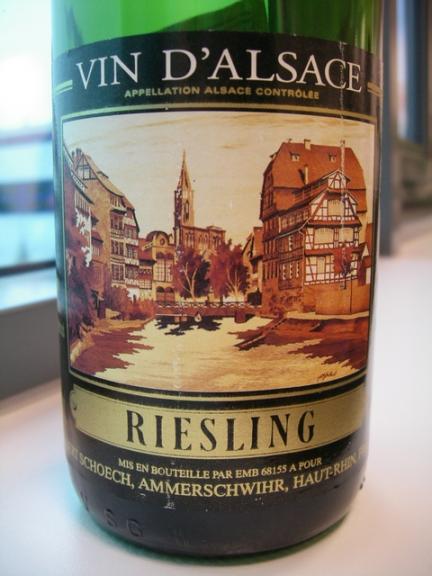 VIN D'ALSACE
APPELLATION ALSACE CONTRÔLÉE
RIESLING
MIS EN BOUTEILLE PAR EMB 68155 A POUR
SCHOECH, AMMERSCHWIHR, HAUT-RHIN